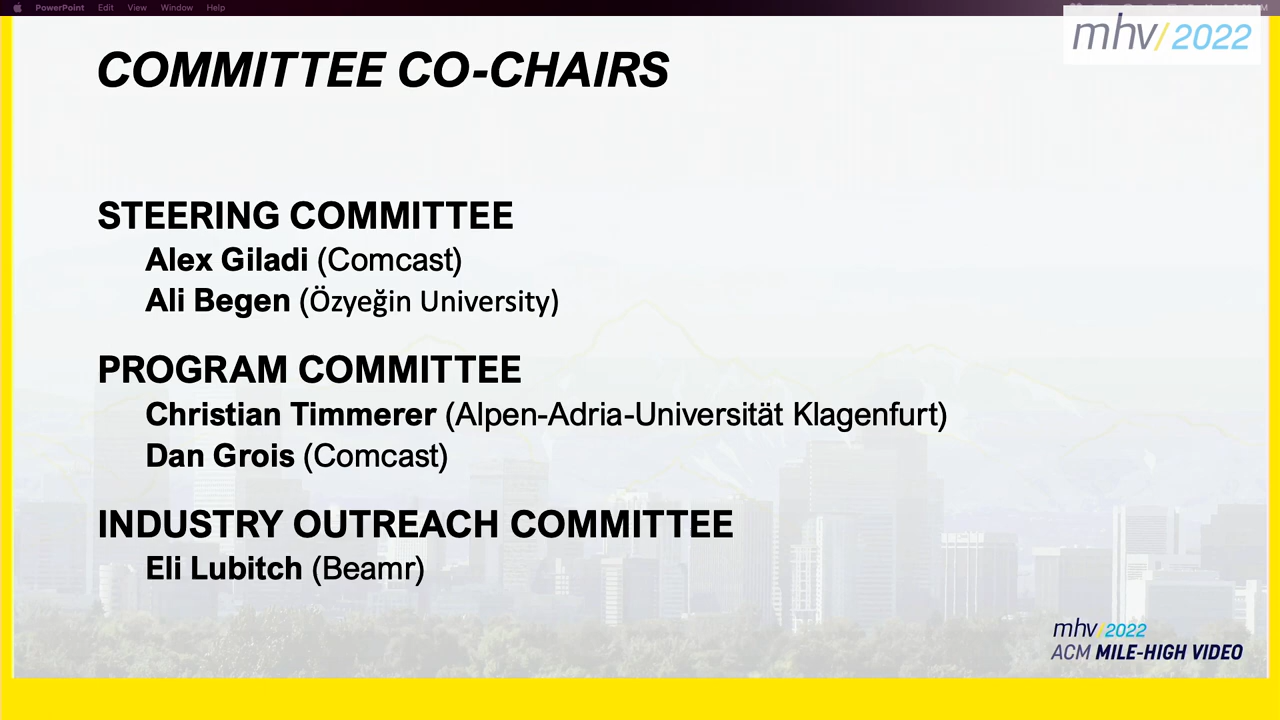 PowerPoint Edit View Window Help
mhv/2022
COMMITTEE CO-CHAIRS
STEERING COMMITTEE
Alex Giladi (Comcast)
Ali Begen (Özyeğin University)
PROGRAM COMMITTEE
Christian Timmerer (Alpen-Adria-Universität Klagenfurt)
Dan Grois (Comcast)
INDUSTRY OUTREACH COMMITTEE
Eli Lubitch (Beamr)
mhv/2022
ACM MILE-HIGH VIDEO